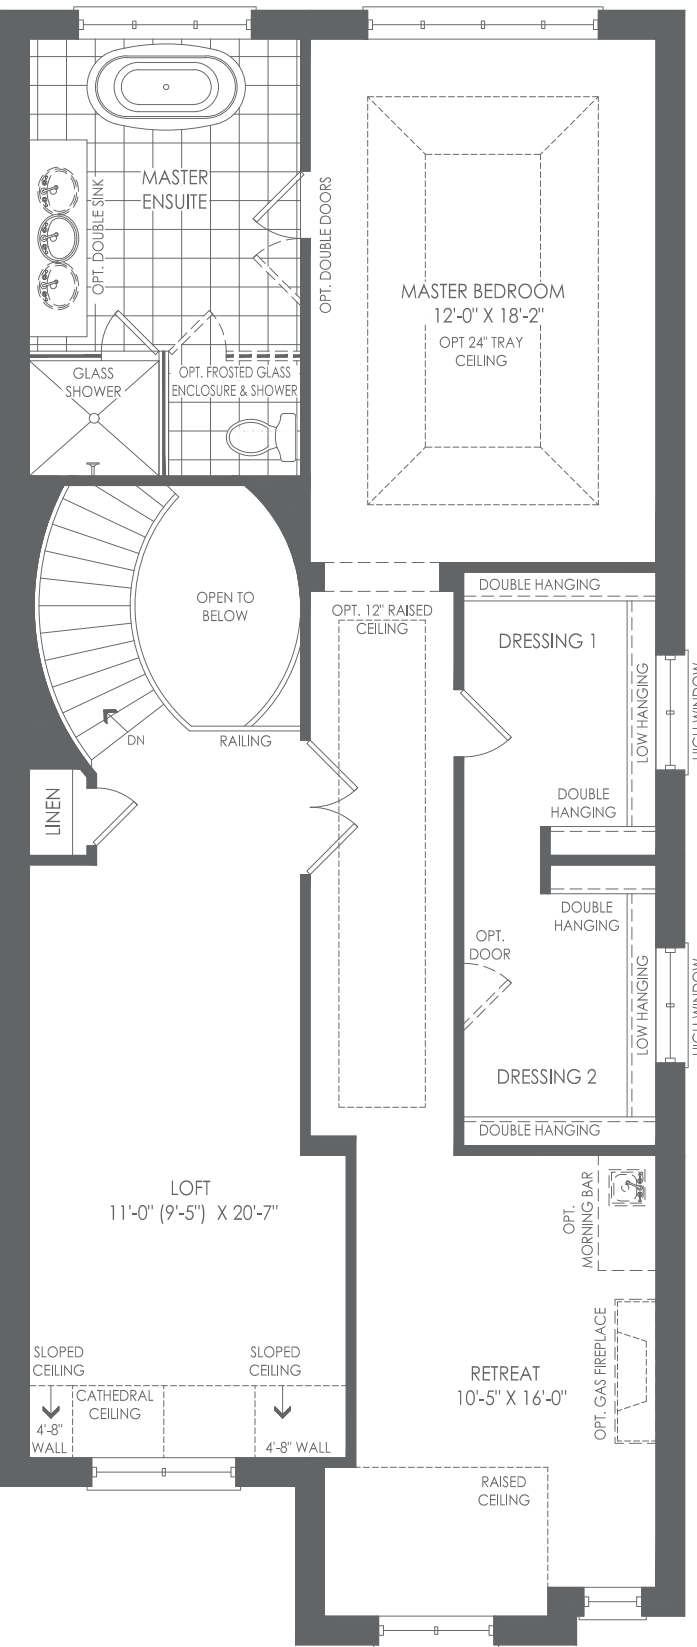 MASTER
ENSUITE
OPT. DOUBLE SINK
OPT. DOUBLE DOORS
MASTER BEDROOM
12'-0" X 18'-2"
OPT 24" TRAY
CEILING
GLASS
SHOWER
OPT. FROSTED GLASS
ENCLOSURE & SHOWER
OPEN TO
BELOW
OPT. 12" RAISED
CEILING
DOUBLE HANGING
DRESSING 1
LOW HANGING
HIGH WINDOW
DN
RAILING
LINEN
DOUBLE
HANGING
DOUBLE
HANGING
OPT.
DOOR
LOW HANGING
HIGH WINDOW
DRESSING 2
DOUBLE HANGING
LOFT
11'-0" (9'-5") X 20'-7"
OPT.
MORNING BAR
SLOPED
CEILING
SLOPED
CEILING
CATHEDRAL
CEILING
4'-8"
WALL
4'-8" WALL
RETREAT
10'-5" X 16'-0"
OPT. GAS FIREPLACE
RAISED
CEILING